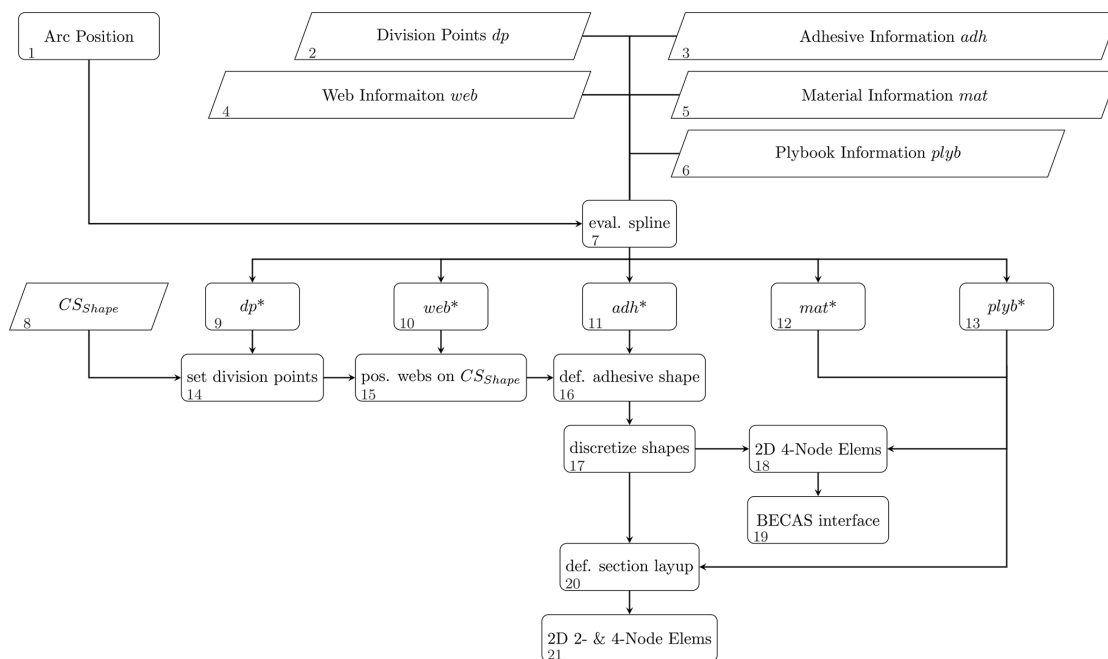 Arc Position
1
Division Points dp
2
Adhesive Information adh
3
Web Informaiton web
4
Material Information mat
5
Plybook Information plyb
6
eval. spline
7
CS_Shape
8
dp*
9
web*
10
adh*
11
mat*
12
plyb*
13
set division points
14
pos. webs on CS_Shape
15
def. adhesive shape
16
discretize shapes
17
2D 4-Node Elems
18
BECAS interface
19
def. section layup
20
2D 2- & 4-Node Elems
21